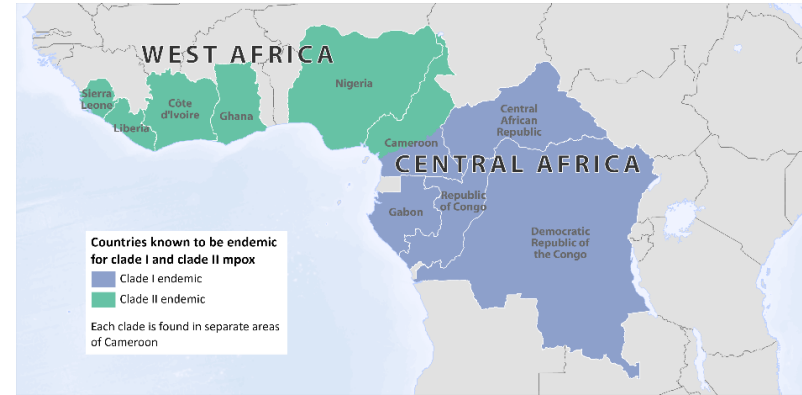 WEST AFRICA
Nigeria
Sierra
Leone
Côte
d'Ivoire
Ghana
Liberia
Central
African
Republic
Cameroon
CENTRAL AFRICA
Republic
of Congo
Gabon
Democratic
Republic of
the Congo
Countries known to be endemic
for clade I and clade II mpox
Clade I endemic
Clade II endemic
Each clade is found in separate areas
of Cameroon